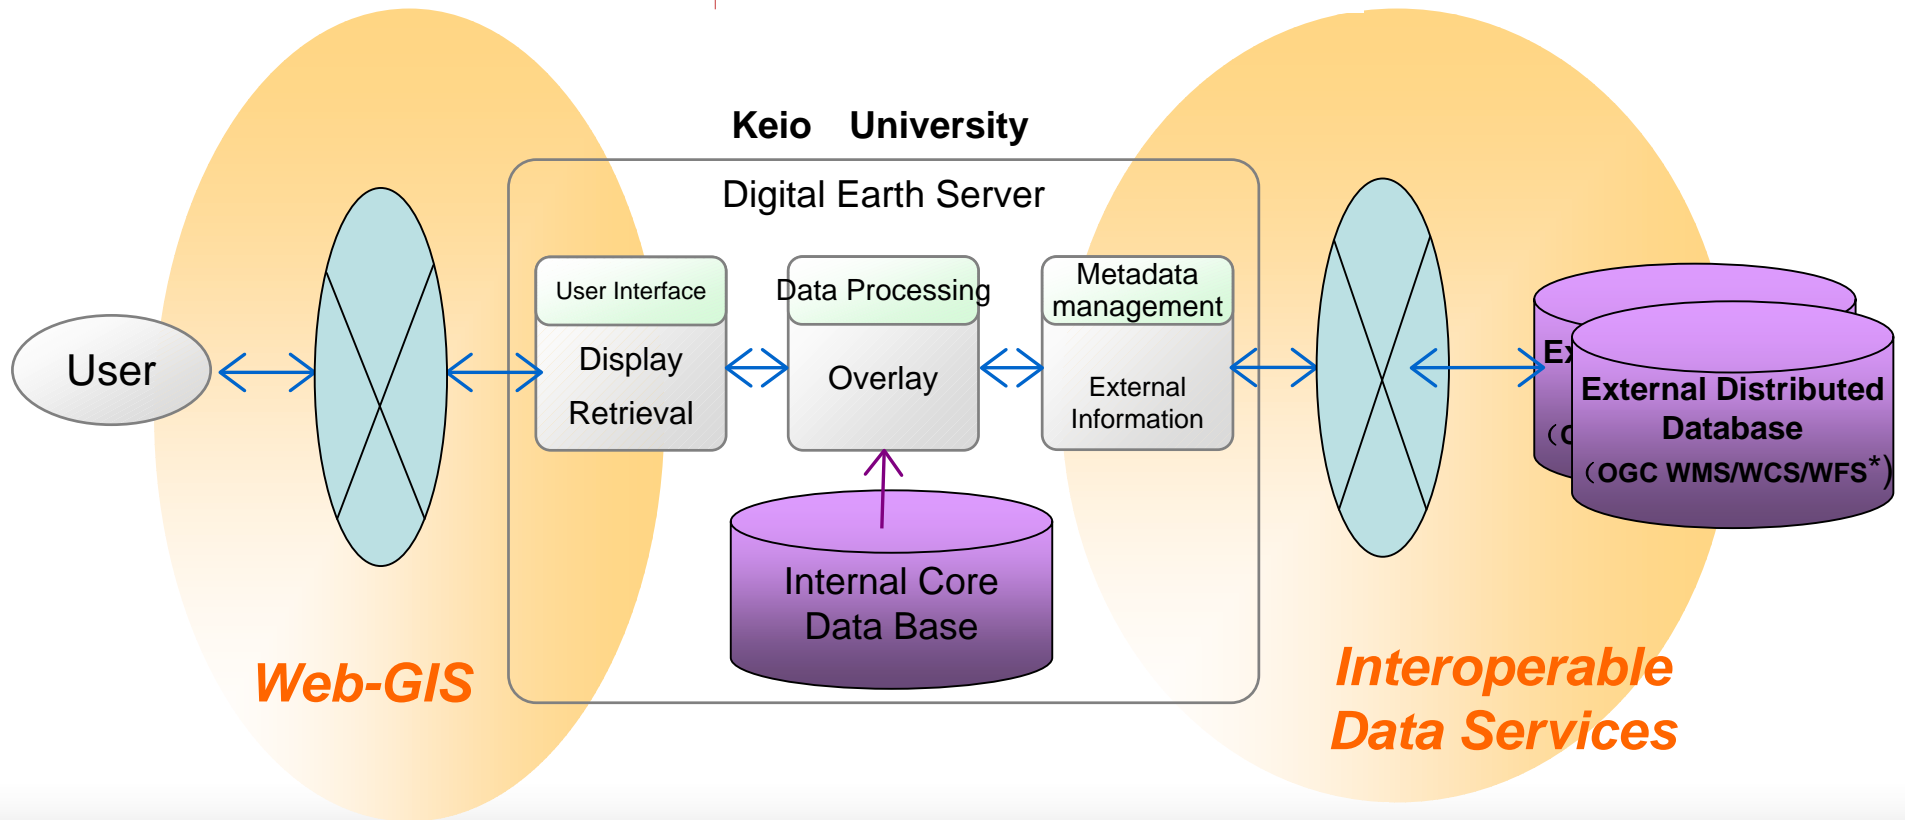 Keio University
Digital Earth Server
User
User Interface
Display
Retrieval
Data Processing
Overlay
Metadata
management
External
Information
Internal Core
Data Base
Ex
（O
External Distributed
Database
（OGC WMS/WCS/WFS*)
Web-GIS
Interoperable
Data Services